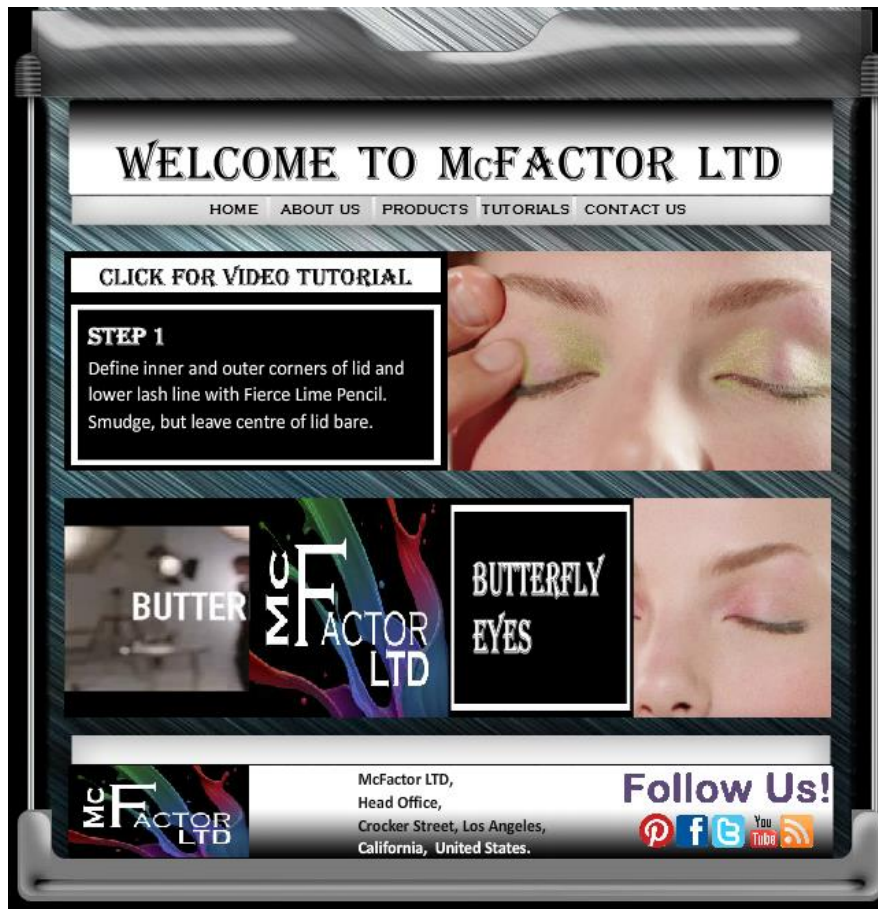 WELCOME TO McFACTOR LTD
HOME ABOUT US PRODUCTS TUTORIALS CONTACT US
CLICK FOR VIDEO TUTORIAL
STEP 1
Define inner and outer corners of lid and
lower lash line with Fierce Lime Pencil.
Smudge, but leave centre of lid bare.
BUTTER
Mc FACTOR
LTD
BUTTERFLY
EYES
Mc FACTOR
LTD
McFactor LTD,
Head Office,
Crocker Street, Los Angeles,
California, United States.
Follow Us!
You
Tube